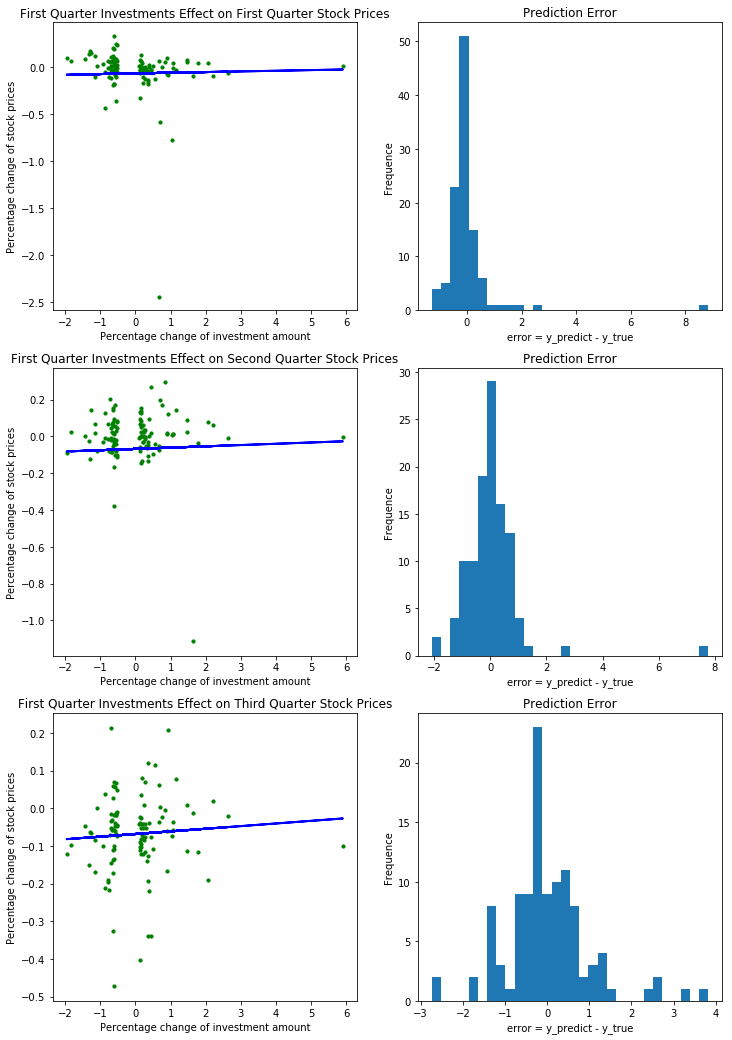 First Quarter Investments Effect on First Quarter Stock Prices
Percentage change of stock prices
0.0
−0.5
−1.0
−1.5
−2.0
−2.5
−2 −1 0 1 2 3 4 5 6
Percentage change of investment amount
Prediction Error
Frequence
50
40
30
20
10
0
0 2 4 6 8
error = y_predict - y_true
First Quarter Investments Effect on Second Quarter Stock Prices
Percentage change of stock prices
0.2
0.0
−0.2
−0.4
−0.6
−0.8
−1.0
−2 −1 0 1 2 3 4 5 6
Percentage change of investment amount
Prediction Error
Frequence
30
25
20
15
10
5
0
−2 0 2 4 6 8
error = y_predict - y_true
First Quarter Investments Effect on Third Quarter Stock Prices
Percentage change of stock prices
0.2
0.1
0.0
−0.1
−0.2
−0.3
−0.4
−0.5
−2 −1 0 1 2 3 4 5 6
Percentage change of investment amount
Prediction Error
Frequence
20
15
10
5
0
−3 −2 −1 0 1 2 3 4
error = y_predict - y_true